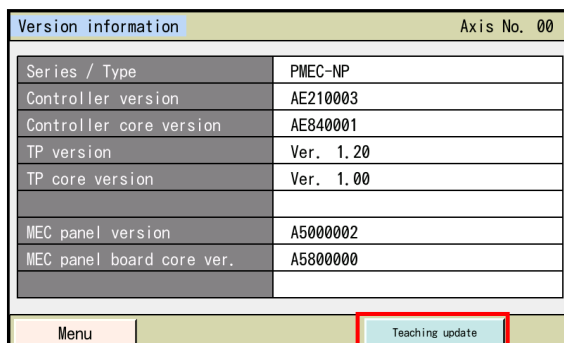 Version information Axis No. 00
Series / Type PMEC-NP
Controller version AE210003
Controller core version AE840001
TP version Ver. 1.20
TP core version Ver. 1.00
MEC panel version A5000002
MEC panel board core ver. A5800000
Menu Teaching update